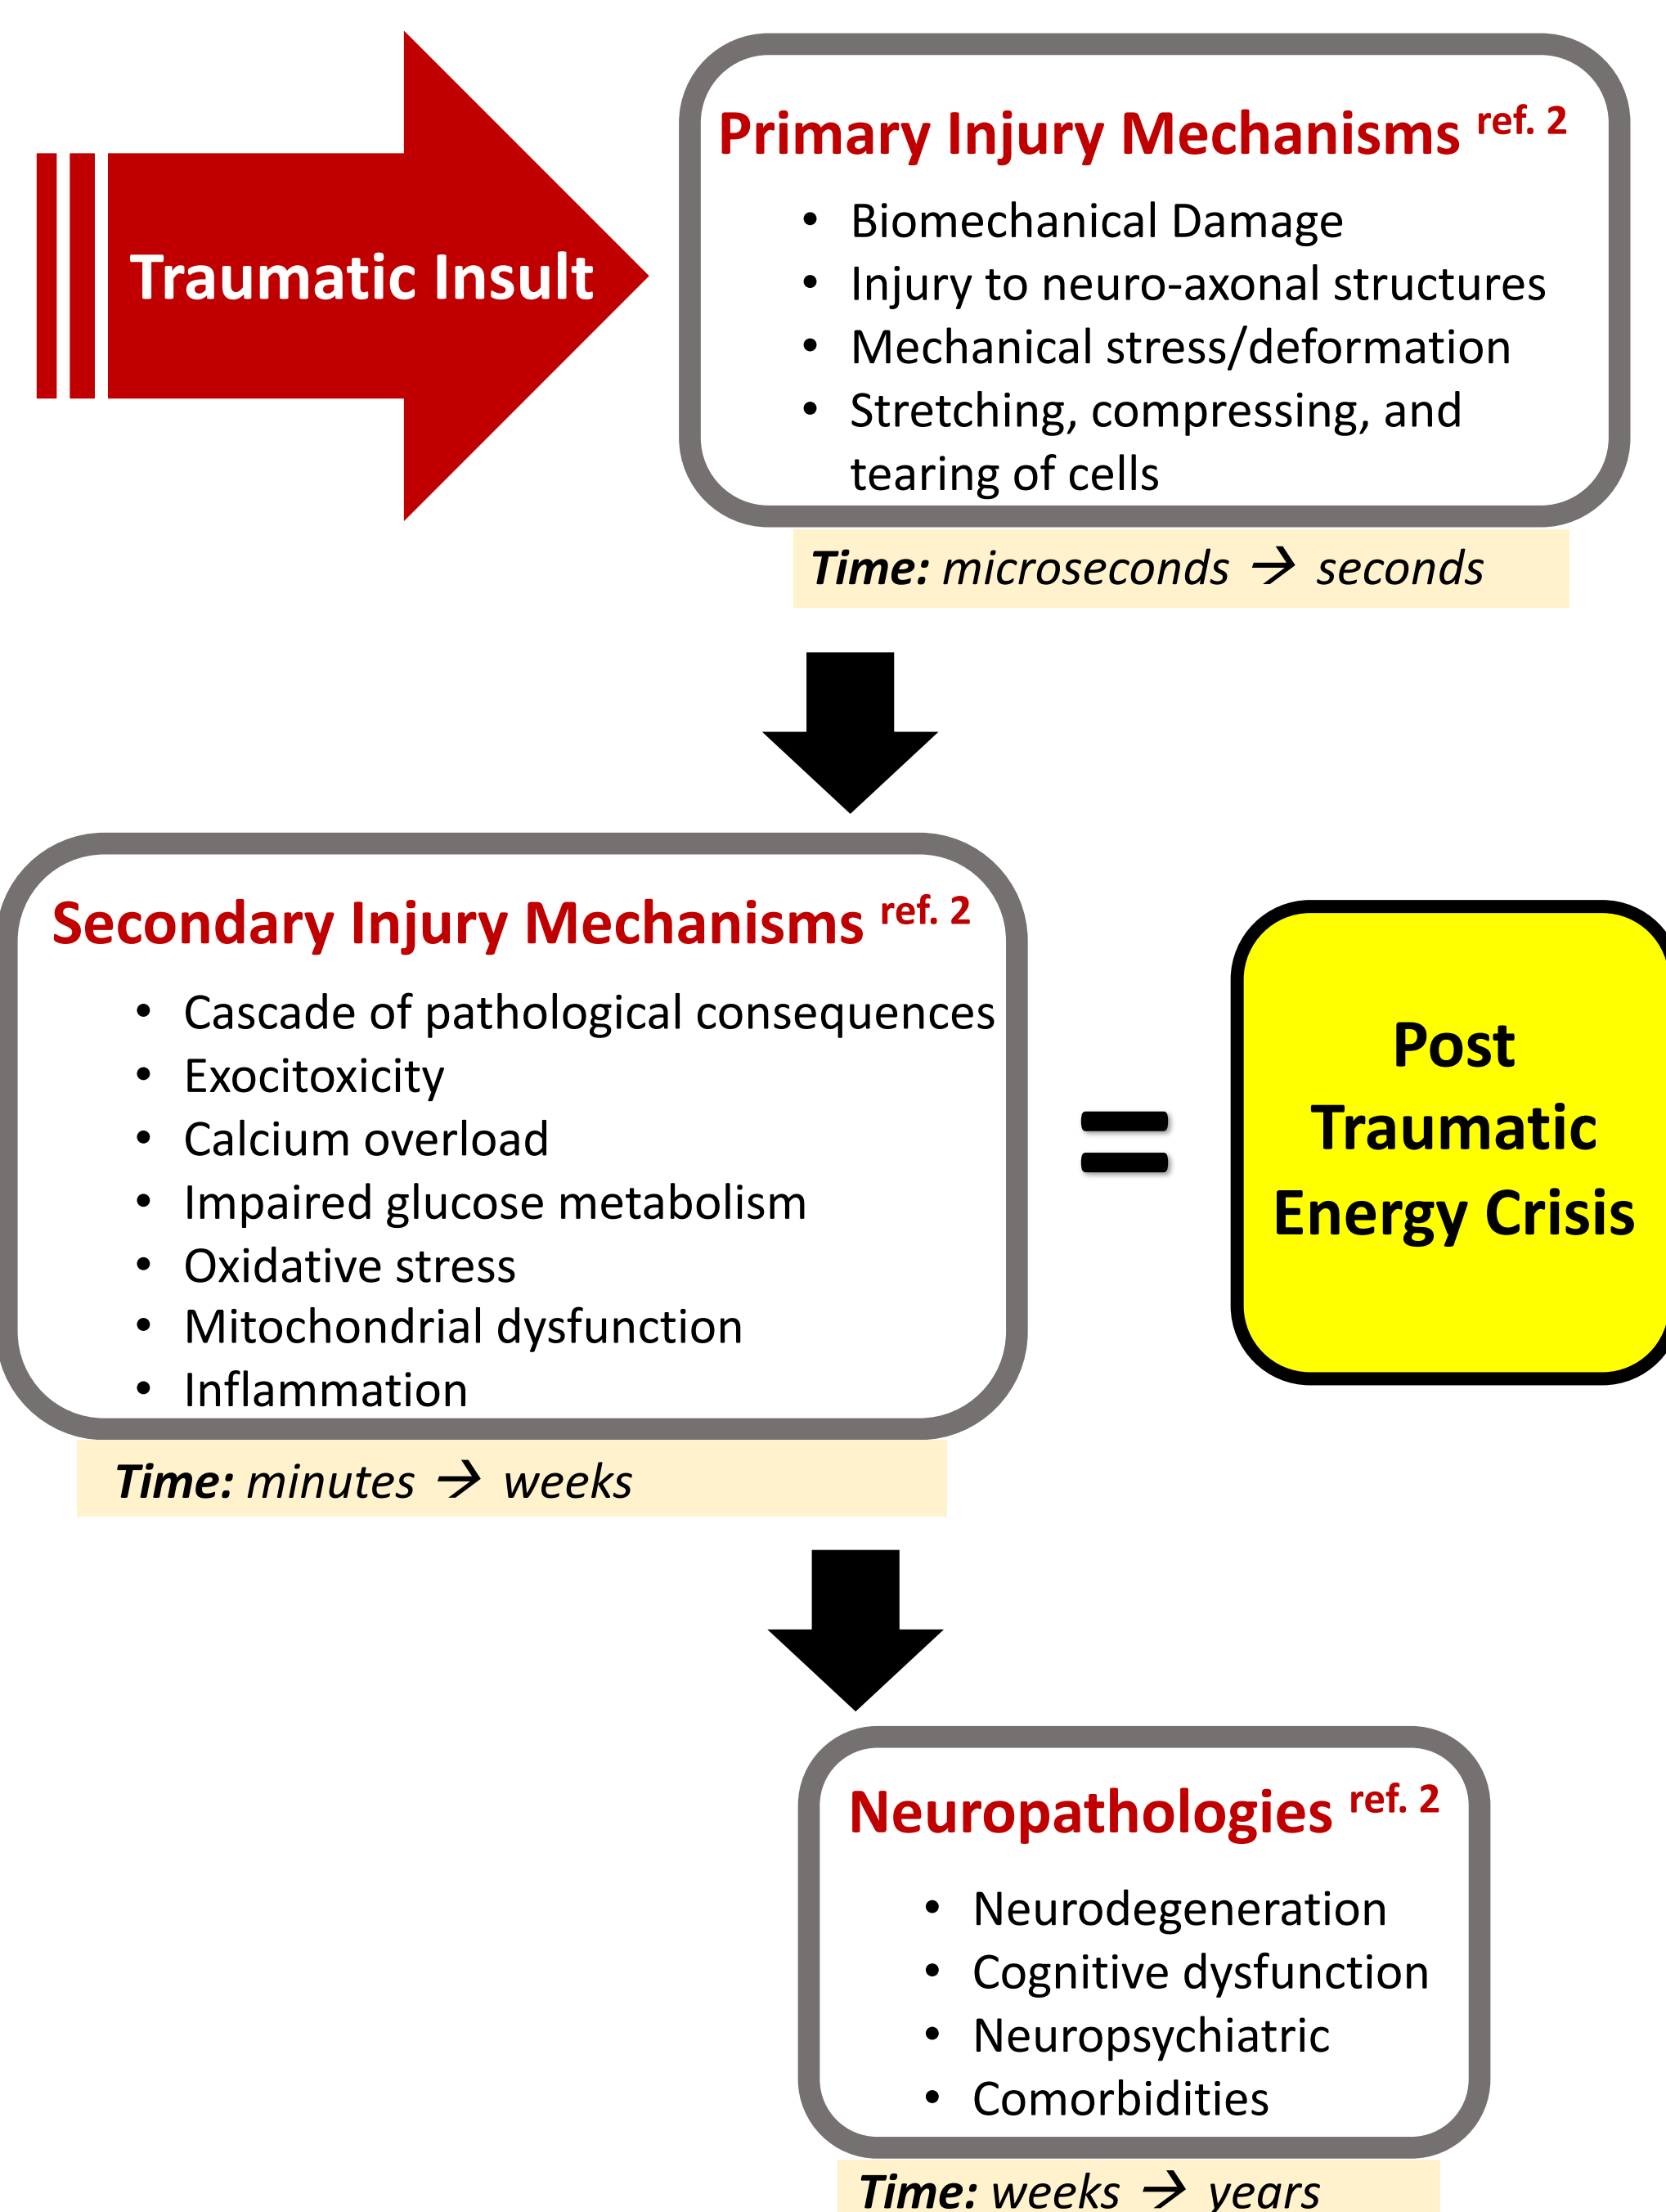 Traumatic Insult
Primary Injury Mechanisms ref. 2
• Biomechanical Damage
• Injury to neuro-axonal structures
• Mechanical stress/deformation
• Stretching, compressing, and
tearing of cells
Time: microseconds → seconds
Secondary Injury Mechanisms ref. 2
• Cascade of pathological consequences
• Exocitoxicity
• Calcium overload
• Impaired glucose metabolism
• Oxidative stress
• Mitochondrial dysfunction
• Inflammation
Time: minutes → weeks
=
Post
Traumatic
Energy Crisis
Neuropathologies ref. 2
• Neurodegeneration
• Cognitive dysfunction
• Neuropsychiatric
• Comorbidities
Time: weeks → years